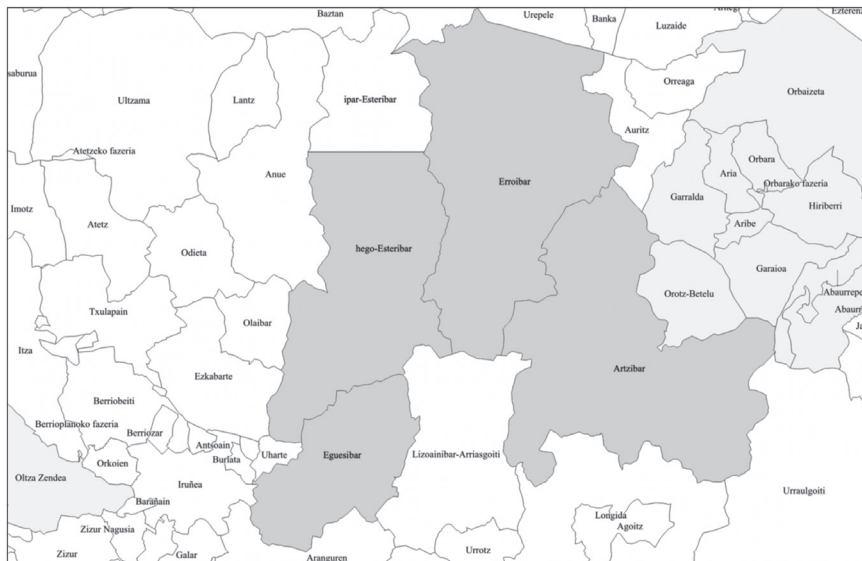 Baztan
Urepele
Banka
Luzaide
saburua
Ultzama
Lantz
ipar-Esteribar
Orreaga
Orbaizeta
Auritz
Atetzeko fazeria
Anue
Erroibar
Aria
Orbara
Garralda
Orbarako fazeria
Imotz
Atetz
Hiriberri
Aribe
Odieta
hego-Esteribar
Garaioa
Orotz-Betelu
Abaurrepe
Txulapain
Abaur
Olaibar
Ja
Itza
Ezkabarte
Artzibar
Berriobeiti
Berrioplanoko fazeria
Berriozar
Antsoain
Burlata
Uharte
Eguesibar
Lizoainibar-Arriasgoiti
Orkoien
Oltza Zendea
Iruñea
Urraulgoiti
Barañain
Longida
Agoitz
Zizur Nagusia
Zizur
Galar
Aranguren
Urrotz